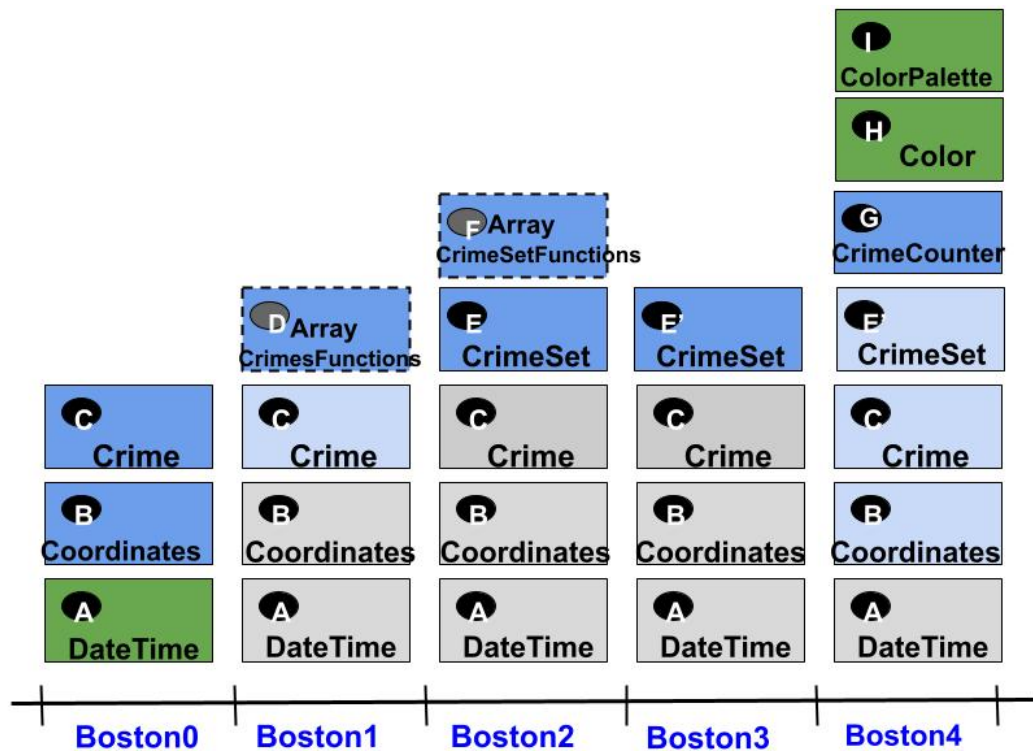 I
ColorPalette
H
Color
F Array
CrimeSetFunctions
G
CrimeCounter
D Array
CrimesFunctions
E
CrimeSet
E'
CrimeSet
E'
CrimeSet
C
Crime
C
Crime
C
Crime
C
Crime
C
Crime
B
Coordinates
B
Coordinates
B
Coordinates
B
Coordinates
B
Coordinates
A
DateTime
A
DateTime
A
DateTime
A
DateTime
A
DateTime
Boston0 Boston1 Boston2 Boston3 Boston4